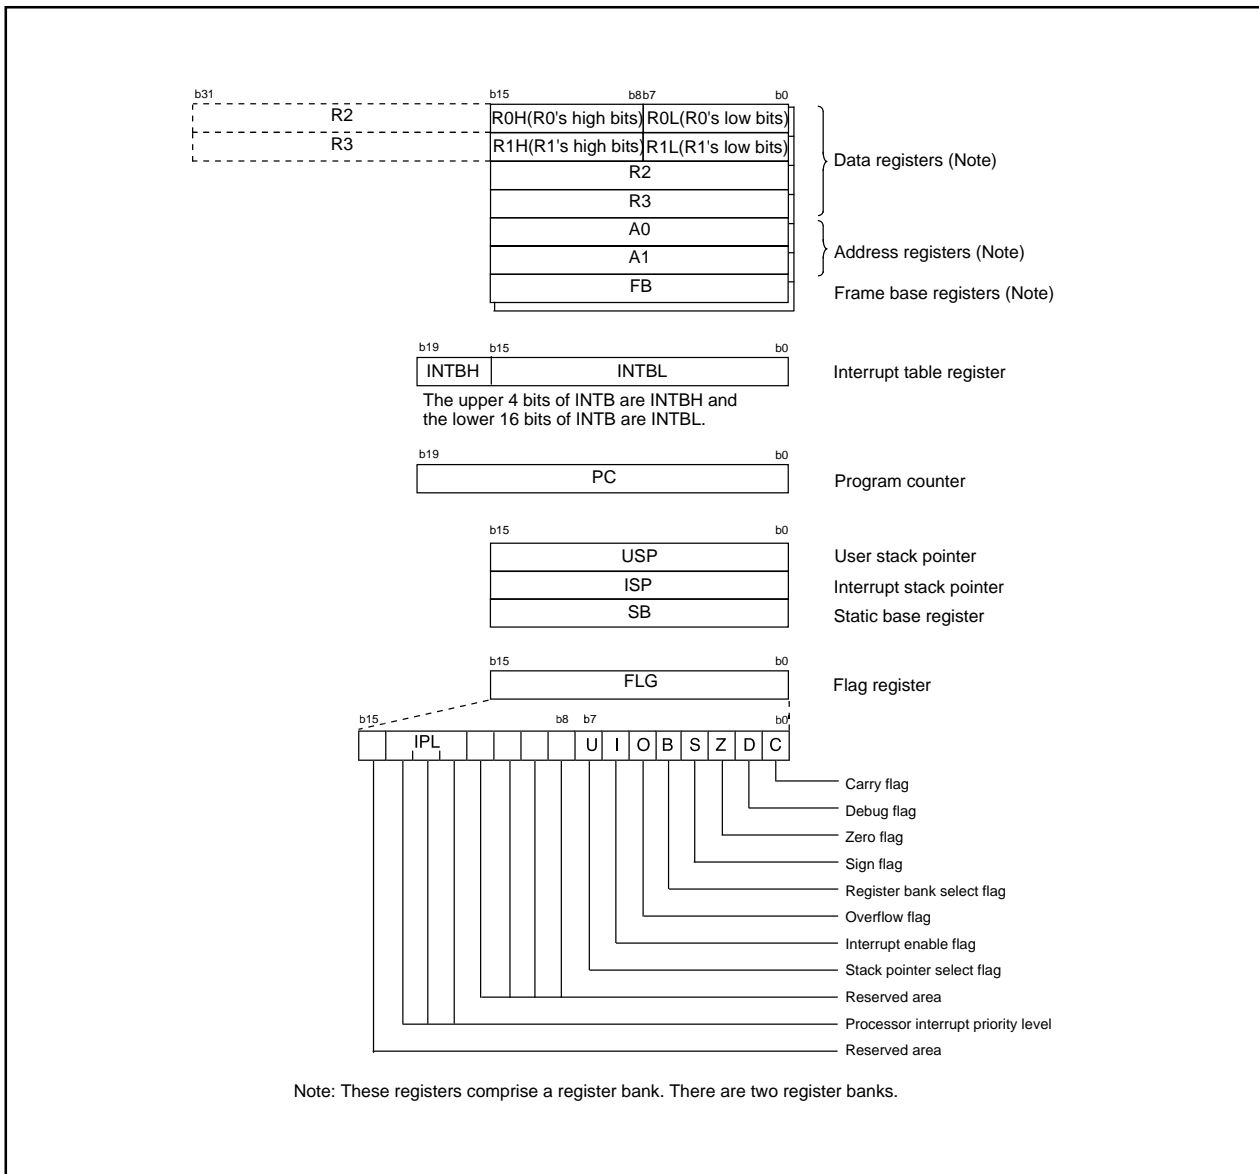 b31 b15 b8b7 b0
R2 R0H(R0's high bits) R0L(R0's low bits)
R3 R1H(R1's high bits) R1L(R1's low bits)
Data registers (Note)
R2
R3
A0
A1
Address registers (Note)
FB
Frame base registers (Note)
b19 b15 b0
INTBH INTBL Interrupt table register
The upper 4 bits of INTB are INTBH and
the lower 16 bits of INTB are INTBL.
b19 b0
PC Program counter
b15 b0
USP User stack pointer
ISP Interrupt stack pointer
SB Static base register
b15 b0
FLG Flag register
b15 b8 b7 b0
IPL U I O B S Z D C
Carry flag
Debug flag
Zero flag
Sign flag
Register bank select flag
Overflow flag
Interrupt enable flag
Stack pointer select flag
Reserved area
Processor interrupt priority level
Reserved area
Note: These registers comprise a register bank. There are two register banks.